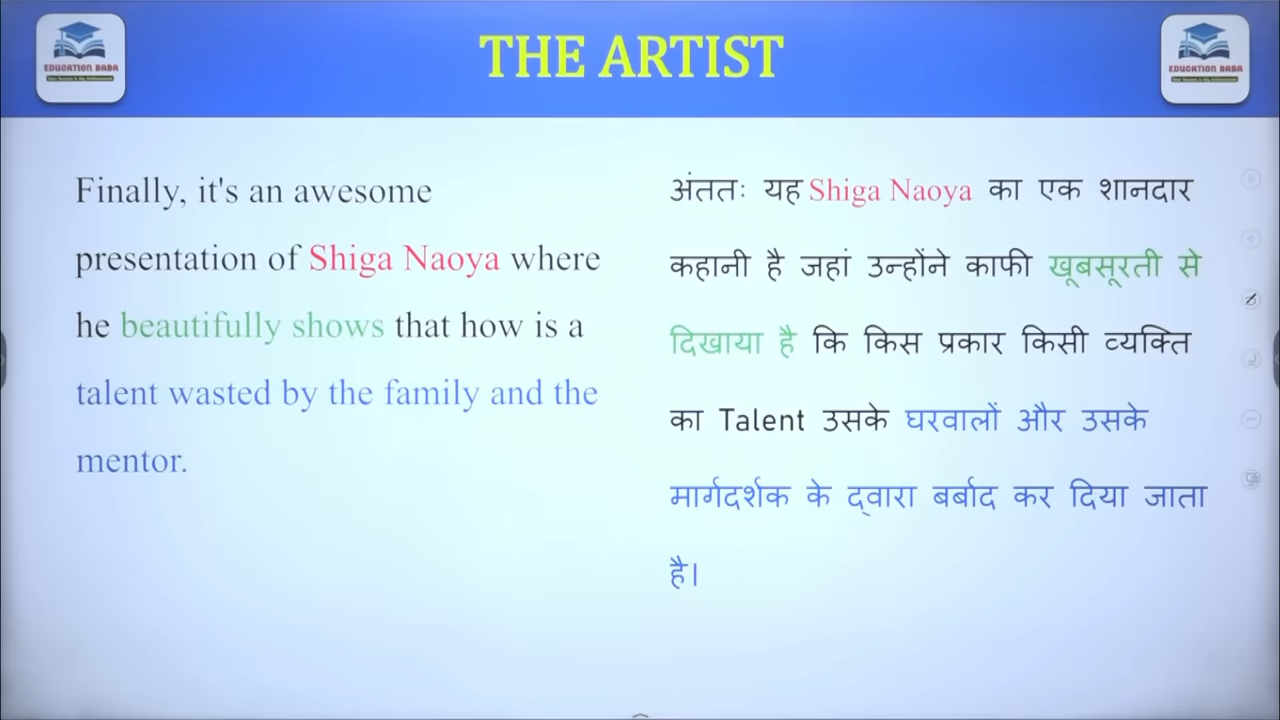 THE ARTIST
EDUCATION BABA
EDUCATION BABA
Finally, it's an awesome
presentation of Shiga Naoya where
he beautifully shows that how is a
talent wasted by the family and the
mentor.
अंततः यह Shiga Naoya का एक शानदार
कहानी है जहां उन्होंने काफी खूबसूरती से
दिखाया है कि किस प्रकार किसी व्यक्ति
का Talent उसके घरवालों और उसके
मार्गदर्शक के द्वारा बर्बाद कर दिया जाता
है।